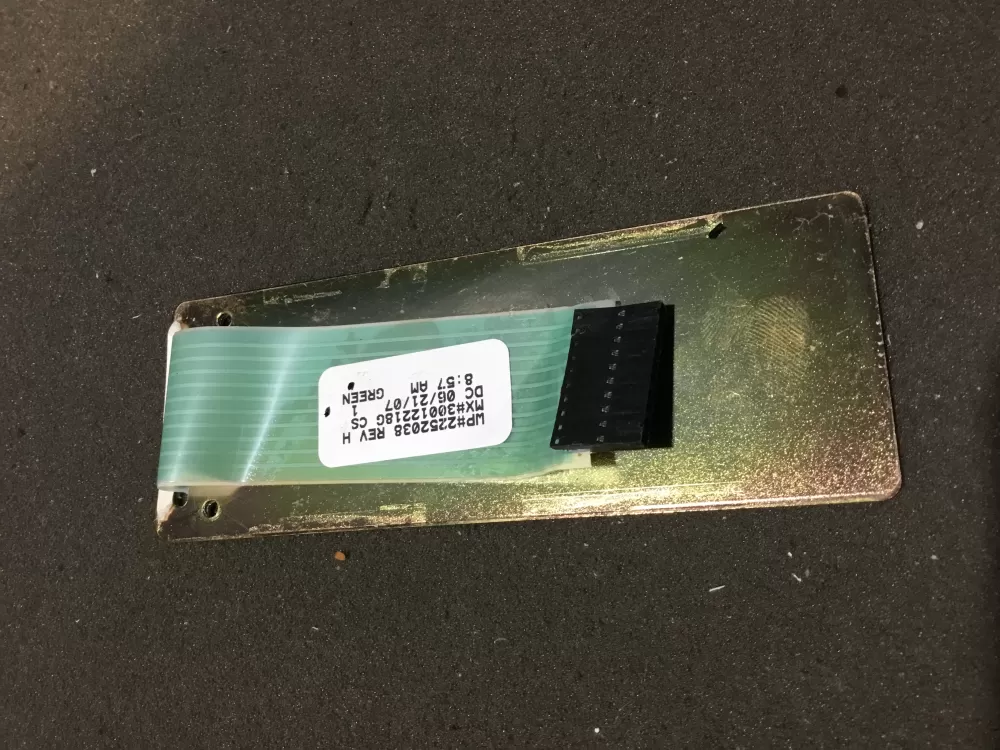 WP#2252038 REV H
MX#30012218G CS
DC 06/21/07 1
8:57 AM GREEN